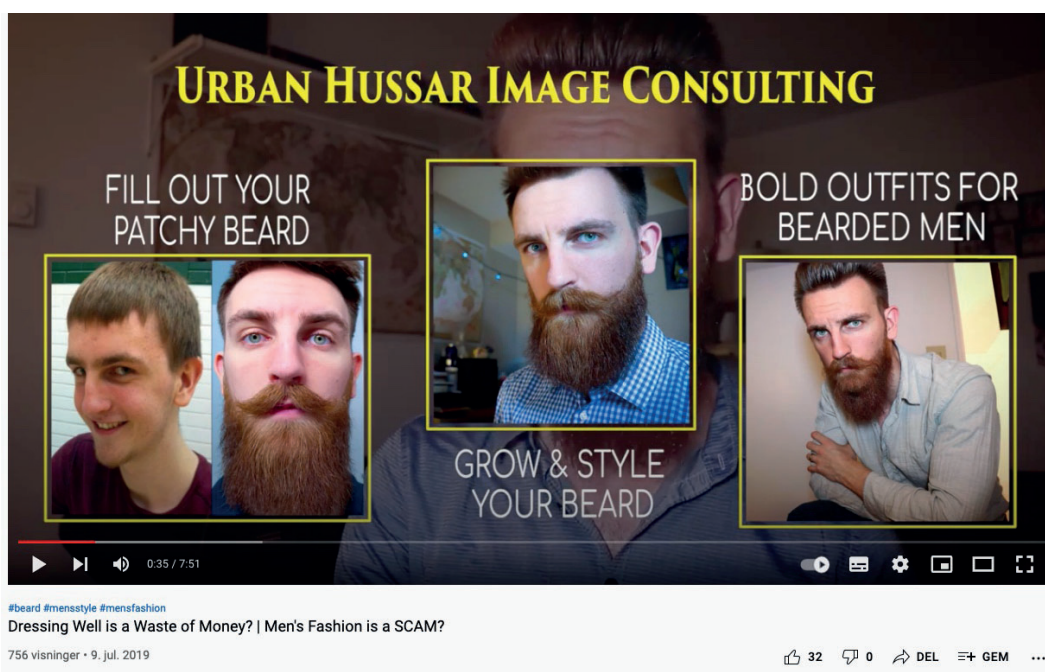 URBAN HUSSAR IMAGE CONSULTING
FILL OUT YOUR
PATCHY BEARD
GROW & STYLE
YOUR BEARD
BOLD OUTFITS FOR
BEARDED MEN
0:35 / 7:51
#beard #mensstyle #mensfashion
Dressing Well is a Waste of Money? | Men's Fashion is a SCAM?
756 visninger • 9. jul. 2019
32 0 DEL GEM